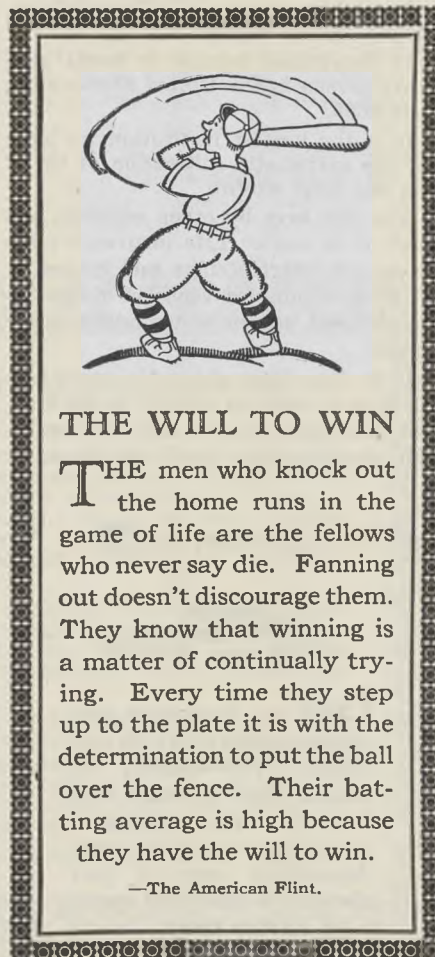 THE WILL TO WIN
THE men who knock out
the home runs in the
game of life are the fellows
who never say die. Fanning
out doesn't discourage them.
They know that winning is
a matter of continually try-
ing. Every time they step
up to the plate it is with the
determination to put the ball
over the fence. Their bat-
ting average is high because
they have the will to win.
—The American Flint.